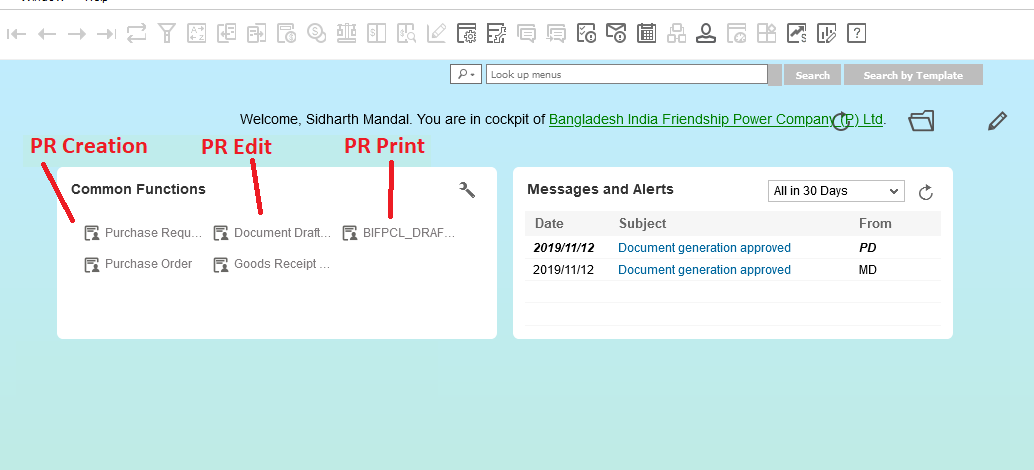 Look up menus
Search
Search by Template
Welcome, Sidharth Mandal. You are in cockpit of Bangladesh India Friendship Power Company (P) Ltd.
PR Creation
PR Edit
PR Print
Common Functions
Purchase Requ...
Document Draft...
BIFPCL_DRAF...
Purchase Order
Goods Receipt ...
Messages and Alerts
All in 30 Days
Date Subject From
2019/11/12 Document generation approved PD
2019/11/12 Document generation approved MD